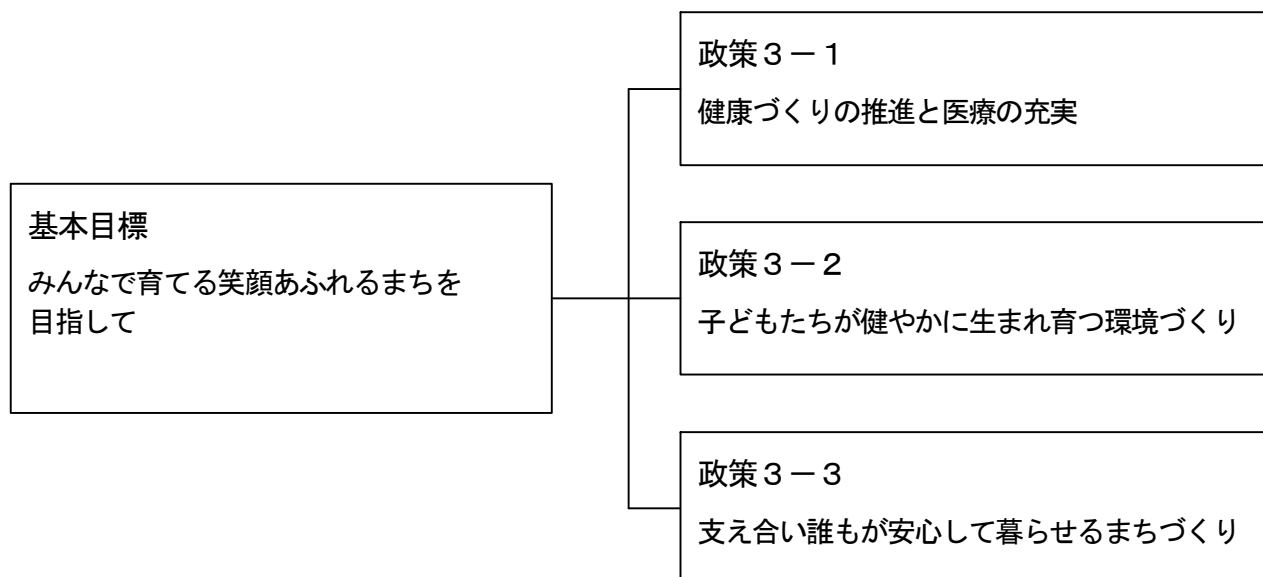 政策３－１
健康づくりの推進と医療の充実
基本目標
みんなで育てる笑顔あふれるまちを
目指して
政策３－２
子どもたちが健やかに生まれ育つ環境づくり
政策３－３
支え合い誰もが安心して暮らせるまちづくり